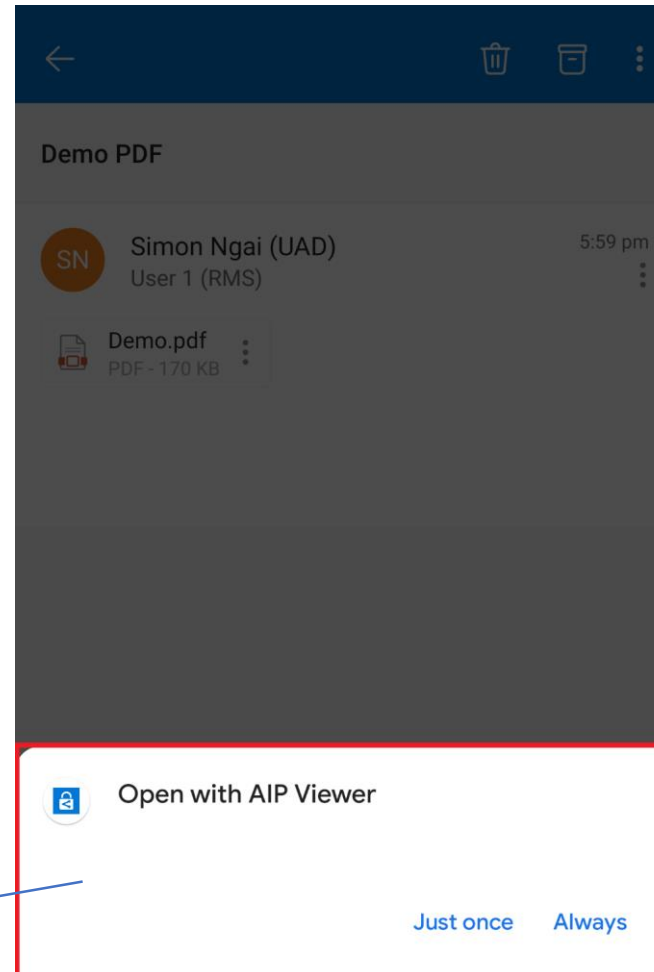 Demo PDF
SN
Simon Ngai (UAD)
5:59 pm
User 1 (RMS)
Demo.pdf
PDF - 170 KB
Open with AIP Viewer
Just once
Always